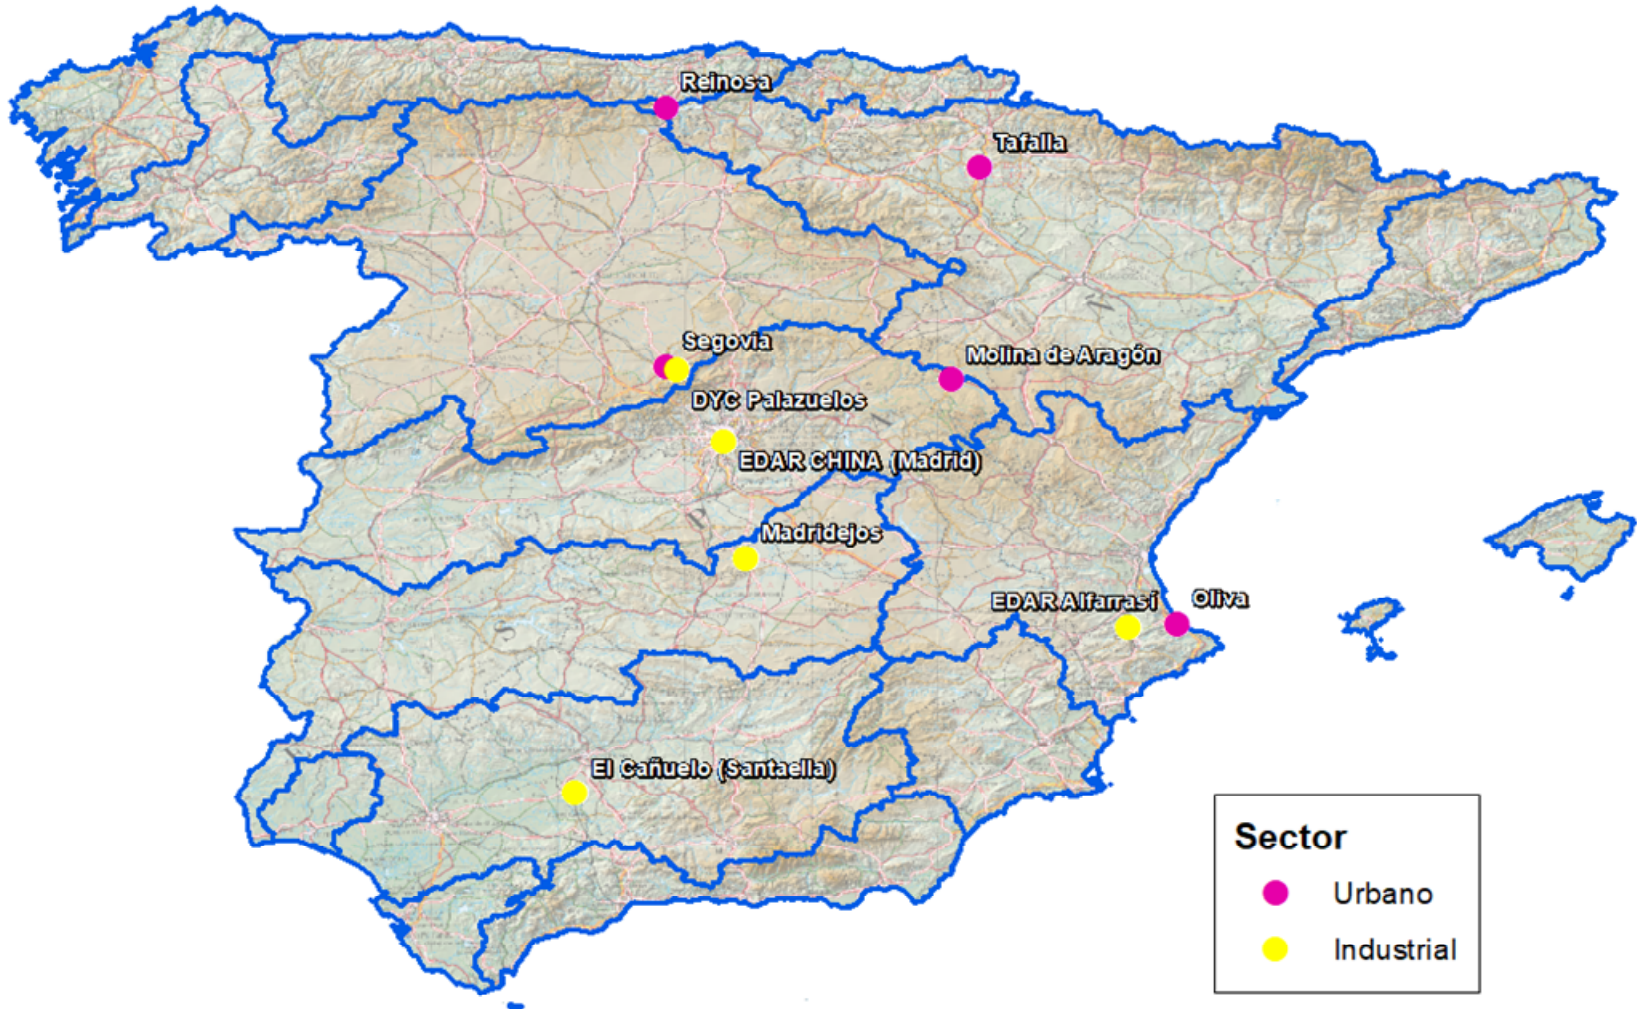 Reinosa
Tafalla
Segovia
Molina de Aragón
DYC Palazuelos
EDAR CHINA (Madrid)
Madridejos
EDAR Alfarrasí
Oliva
El Cañuelo (Santaella)
Sector
Urbano
Industrial